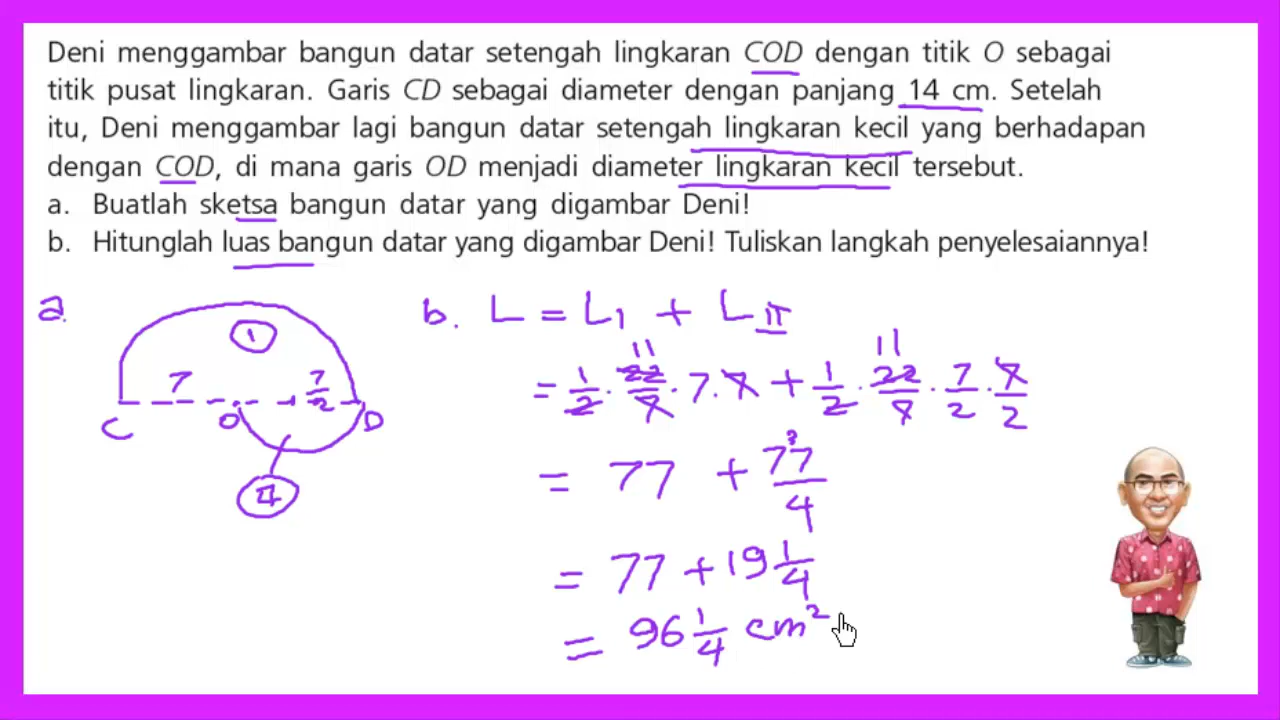 Deni menggambar bangun datar setengah lingkaran COD dengan titik O sebagai
titik pusat lingkaran. Garis CD sebagai diameter dengan panjang 14 cm. Setelah
itu, Deni menggambar lagi bangun datar setengah lingkaran kecil yang berhadapan
dengan COD, di mana garis OD menjadi diameter lingkaran kecil tersebut.
a. Buatlah sketsa bangun datar yang digambar Deni!
b. Hitunglah luas bangun datar yang digambar Deni! Tuliskan langkah penyelesaiannya!
a.
1
7 7/2
C O D
II
b. L = L1 + LII
11 11
= 1/2 . 22/7 . 7.7 + 1/2 . 22/7 . 7/2 . 7/2
= 77 + 77/4
= 77 + 19 1/4
= 96 1/4 cm²